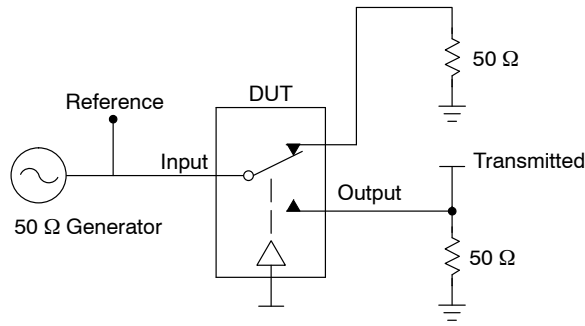 50 Ω
DUT
Reference
Input
Transmitted
Output
50 Ω Generator
50 Ω